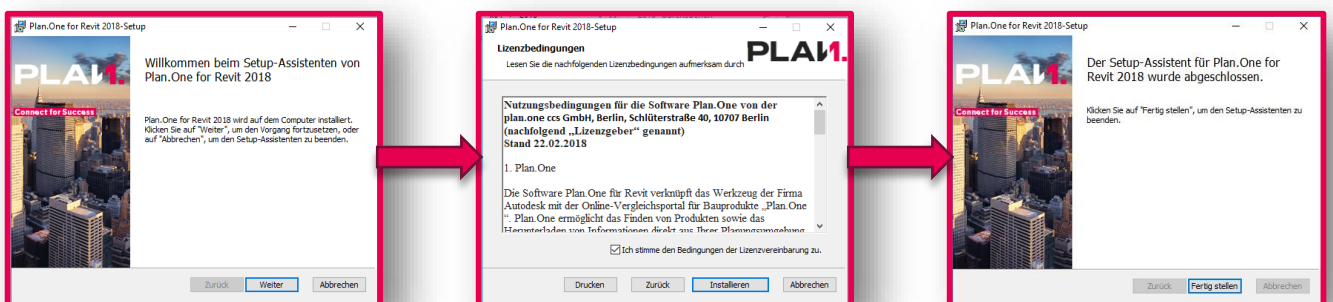 Plan.One for Revit 2018-Setup
PLAN1.
Connect for Success
Willkommen beim Setup-Assistenten von
Plan.One for Revit 2018
Plan.One for Revit 2018 wird auf dem Computer installiert.
Klicken Sie auf "Weiter", um den Vorgang fortzusetzen, oder
auf "Abbrechen", um den Setup-Assistenten zu beenden.
Zurück Weiter Abbrechen
Plan.One for Revit 2018-Setup
Lizenzbedingungen
Lesen Sie die nachfolgenden Lizenzbedingungen aufmerksam durch
PLAN1.
Nutzungsbedingungen für die Software Plan.One von der
plan.one ccs GmbH, Berlin, Schlüterstraße 40, 10707 Berlin
(nachfolgend „Lizenzgeber“ genannt)
Stand 22.02.2018
1. Plan.One
Die Software Plan.One für Revit verknüpft das Werkzeug der Firma
Autodesk mit der Online-Vergleichsportal für Bauprodukte „Plan.One
“. Plan.One ermöglicht das Finden von Produkten sowie das
Herunterladen von Informationen direkt aus Ihrer Planungsumgebung
Ich stimme den Bedingungen der Lizenzvereinbarung zu.
Drucken Zurück Installieren Abbrechen
Plan.One for Revit 2018-Setup
PLAN1.
Connect for Success
Der Setup-Assistent für Plan.One for
Revit 2018 wurde abgeschlossen.
Klicken Sie auf "Fertig stellen", um den Setup-Assistenten zu
beenden.
Zurück Fertig stellen Abbrechen